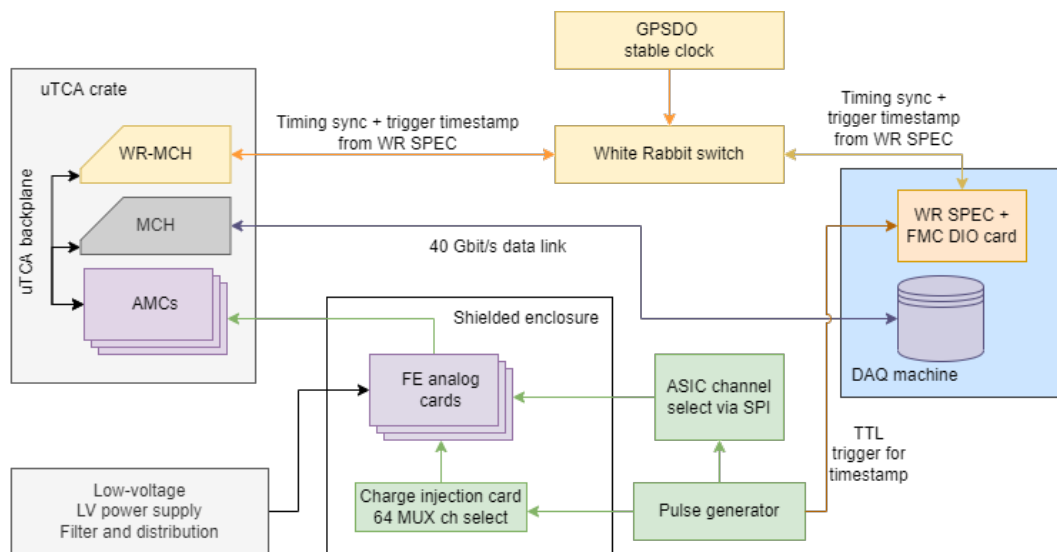 GPSDO
stable clock
uTCA crate
Timing sync +
trigger timestamp
from WR SPEC
Timing sync + trigger timestamp
from WR SPEC
WR-MCH
White Rabbit switch
uTCA backplane
MCH
WR SPEC +
FMC DIO card
40 Gbit/s data link
AMCs
Shielded enclosure
FE analog
cards
ASIC channel
select via SPI
DAQ machine
TTL
trigger for
timestamp
Low-voltage
LV power supply
Filter and distribution
Charge injection card
64 MUX ch select
Pulse generator